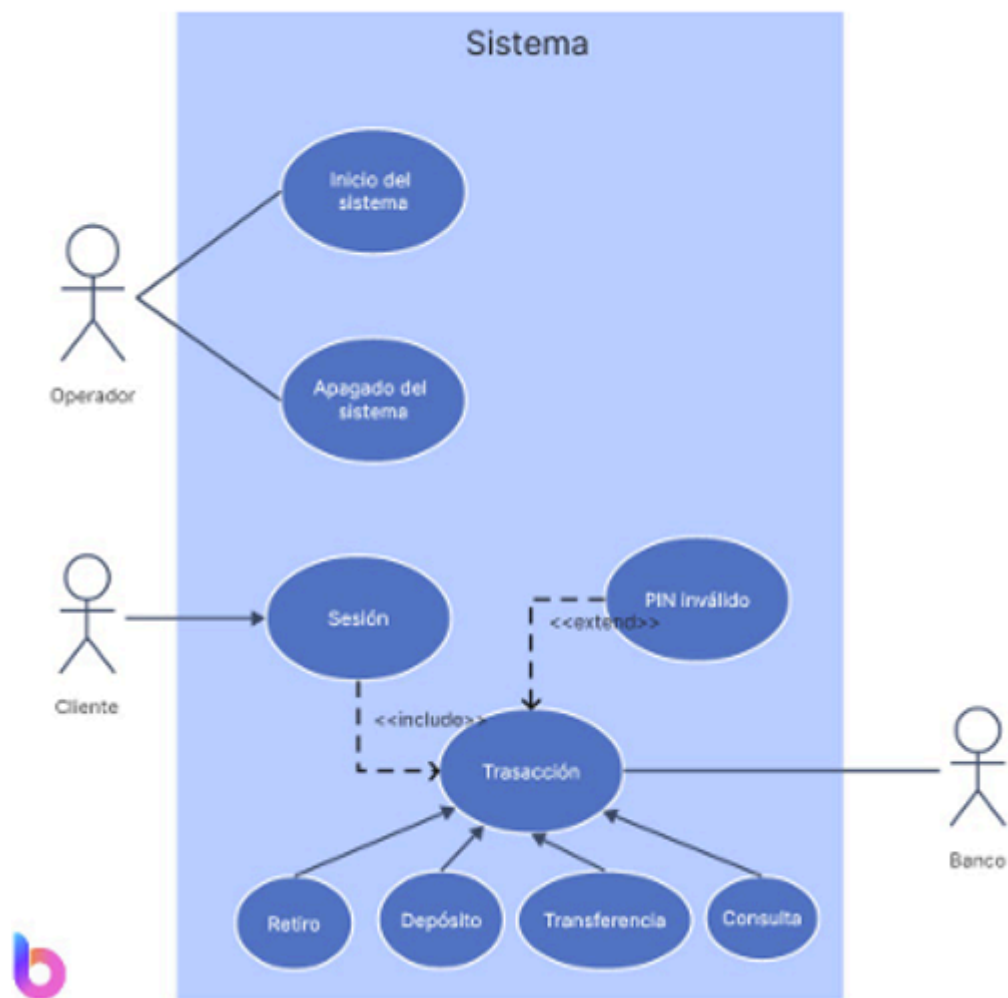 Sistema
Inicio del
sistema
Operador
Apagado del
sistema
Sesión
PIN inválido
<<extend>>
Cliente
<<include>>
Trasacción
Banco
Retiro
Depósito
Transferencia
Consulta
b